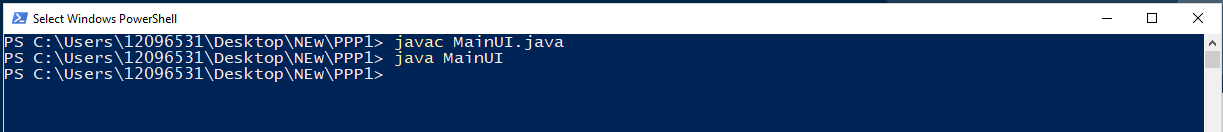 Select Windows PowerShell
PS C:\Users\12096531\Desktop\NEw\PPP1> javac MainUI.java
PS C:\Users\12096531\Desktop\NEw\PPP1> java MainUI
PS C:\Users\12096531\Desktop\NEw\PPP1>